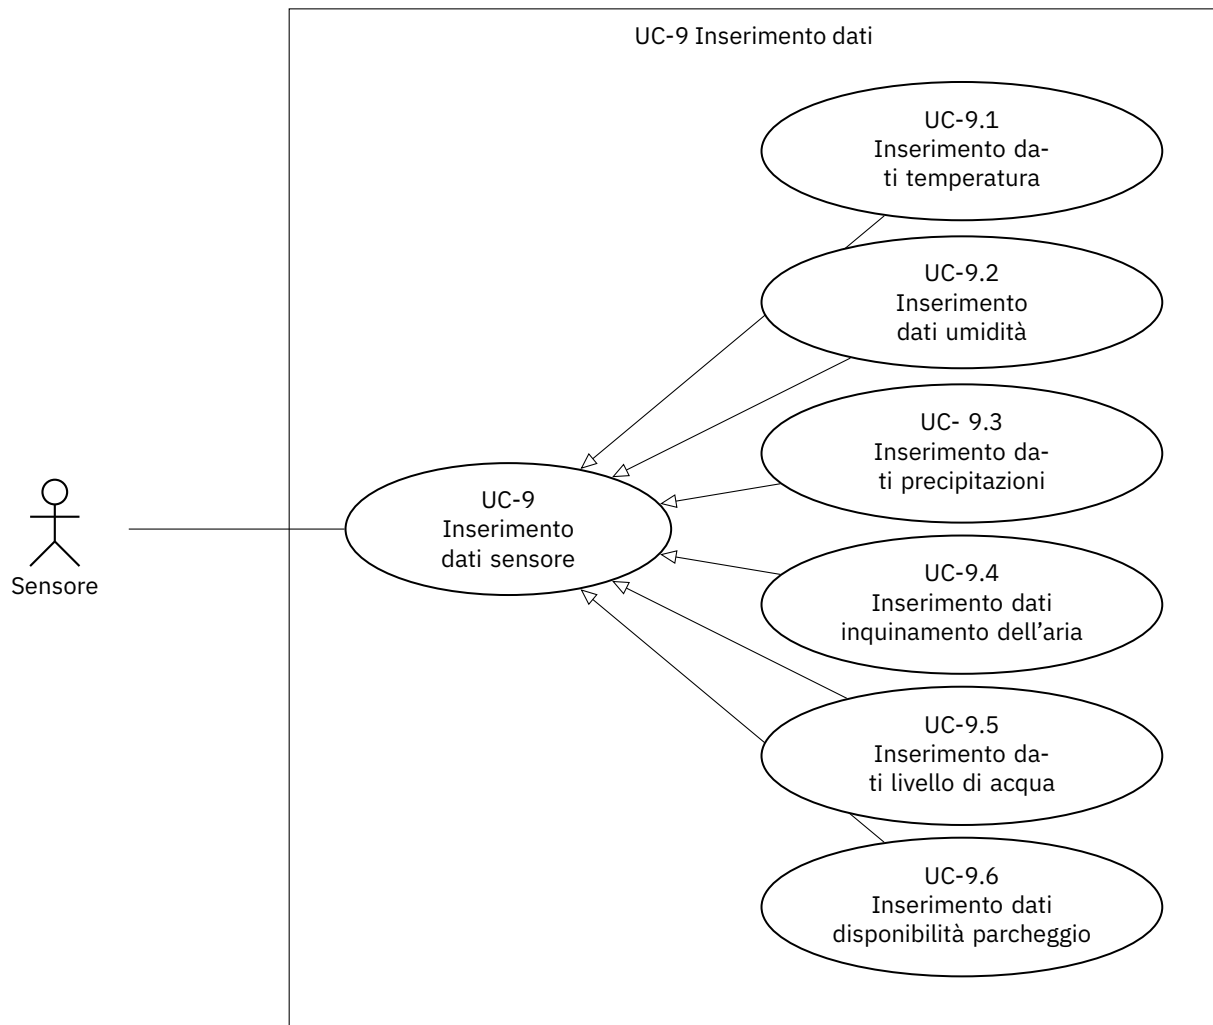 UC-9 Inserimento dati
UC-9.1
Inserimento da-
ti temperatura
UC-9.2
Inserimento
dati umidità
UC- 9.3
Inserimento da-
ti precipitazioni
UC-9
Inserimento
dati sensore
Sensore
UC-9.4
Inserimento dati
inquinamento dell’aria
UC-9.5
Inserimento da-
ti livello di acqua
UC-9.6
Inserimento dati
disponibilità parcheggio